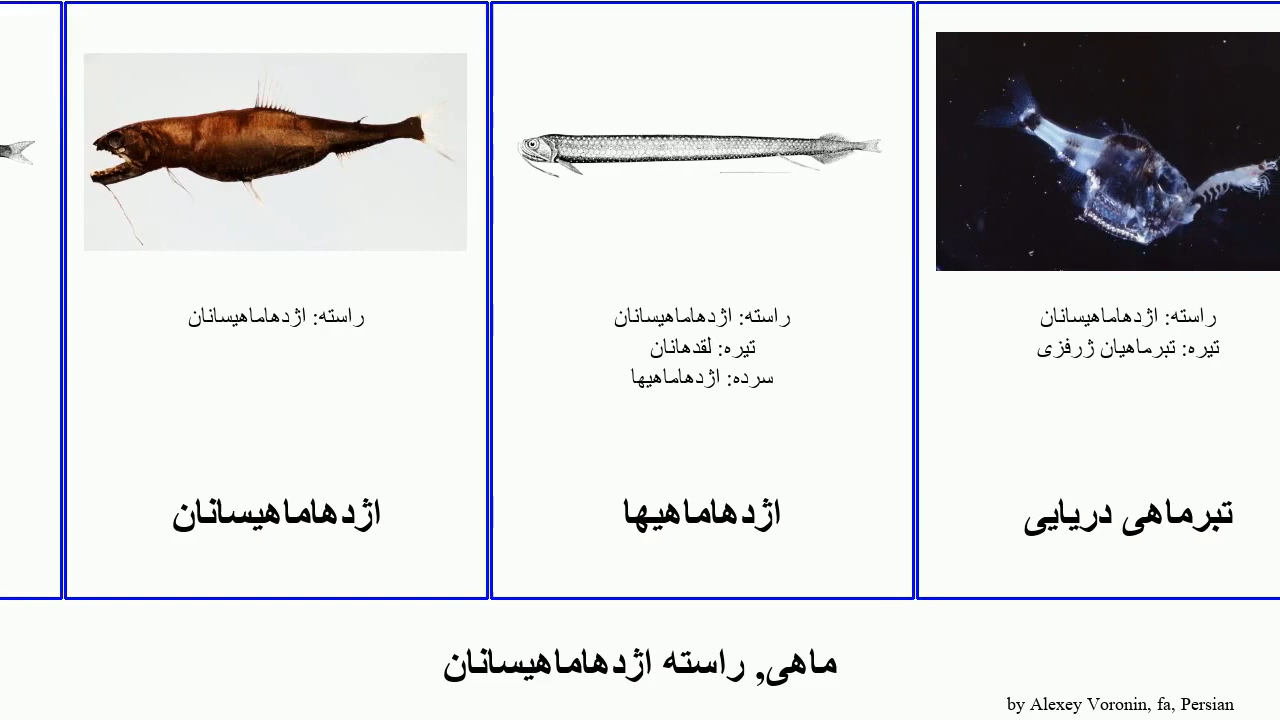 راسته: اژدهاماهیسانان
اژدهاماهیسانان
راسته: اژدهاماهیسانان
تیره: لقدهانان
سرده: اژدهاماهیها
اژدهاماهیها
راسته: اژدهاماهیسانان
تیره: تبرماهیان ژرفزی
تبرماهی دریایی
ماهی, راسته اژدهاماهیسانان
by Alexey Voronin, fa, Persian